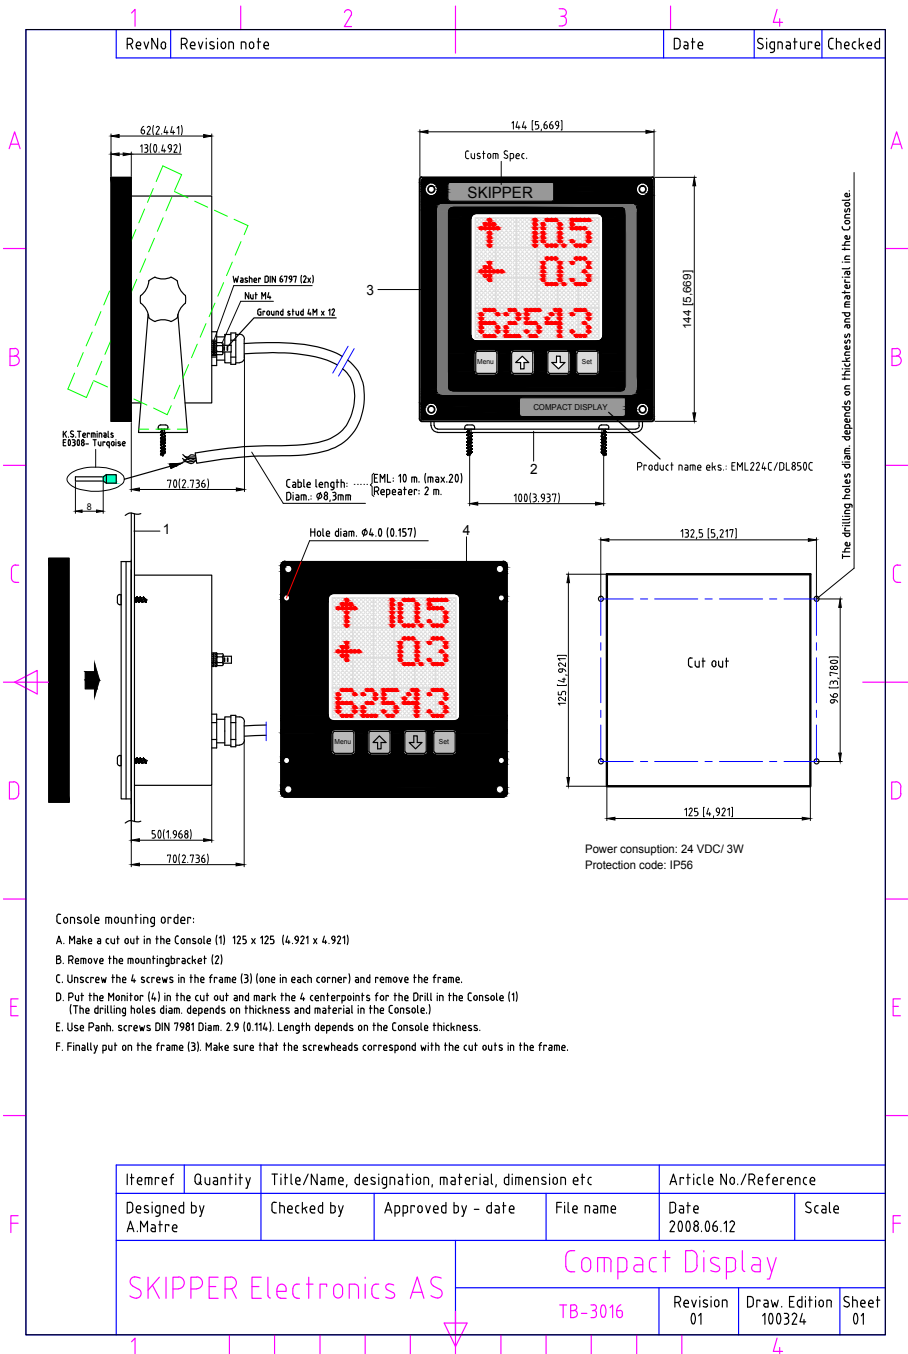 1 2 3 4
RevNo Revision note Date Signature Checked
A A
62(2.441)
13(0.492)
144 [5,669]
Custom Spec.
SKIPPER
10.5
0.3
62543
Menu Set
COMPACT DISPLAY
144 [5,669]
3
Washer DIN 6797 (2x)
Nut M4
Ground stud 4M x 12
B B
K.S.Terminals
E0308- Turqoise
8
70(2.736)
Cable length: ...... EML: 10 m. (max.20)
Repeater: 2 m.
Diam.: Ø8,3mm
2
100(3.937)
Product name eks.: EML224C/DL850C
The drilling holes diam. depends on thickness and material in the Console.
1
Hole diam. Ø4.0 (0.157)
4
132,5 [5,217]
C C
10.5
0.3
62543
Menu Set
125 [4,921]
Cut out
96 [3,780]
125 [4,921]
D D
50(1.968)
70(2.736)
Power consuption: 24 VDC/ 3W
Protection code: IP56
Console mounting order:
A. Make a cut out in the Console (1) 125 x 125 (4.921 x 4.921)
B. Remove the mountingbracket (2)
C. Unscrew the 4 screws in the frame (3) (one in each corner) and remove the frame.
D. Put the Monitor (4) in the cut out and mark the 4 centerpoints for the Drill in the Console (1)
(The drilling holes diam. depends on thickness and material in the Console.)
E. Use Panh. screws DIN 7981 Diam. 2.9 (0.114). Length depends on the Console thickness.
F. Finally put on the frame (3). Make sure that the screwheads correspond with the cut outs in the frame.
E E
Itemref Quantity Title/Name, designation, material, dimension etc Article No./Reference
Designed by Checked by Approved by - date File name Date Scale
A.Matre 2008.06.12
F F
SKIPPER Electronics AS
Compact Display
TB-3016
Revision Draw. Edition Sheet
01 100324 01
1 4